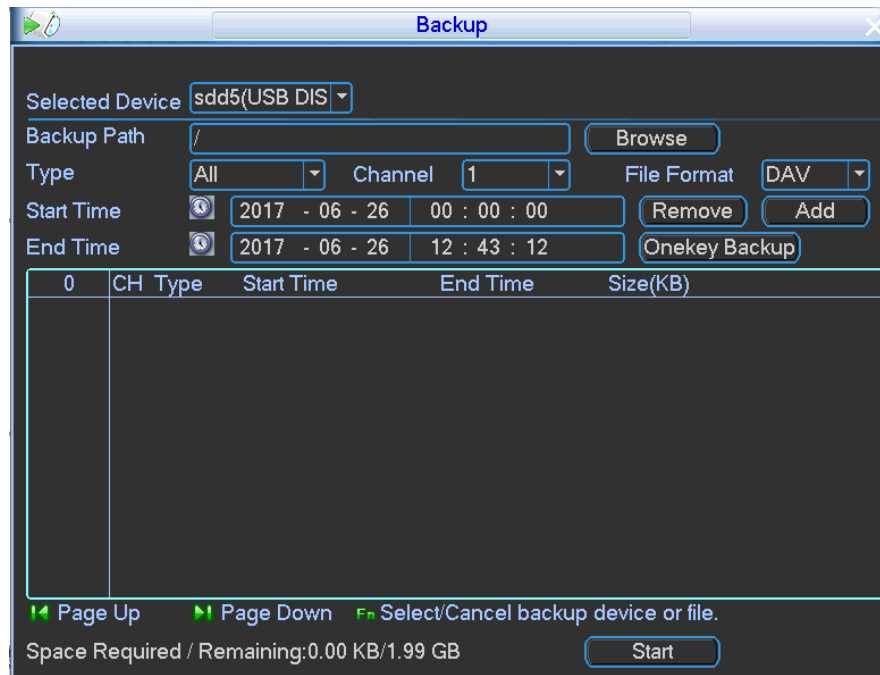 Backup
Selected Device sdd5(USB DIS
Backup Path / Browse
Type All Channel 1 File Format DAV
Start Time 2017 - 06 - 26 00 : 00 : 00 Remove Add
End Time 2017 - 06 - 26 12 : 43 : 12 Onekey Backup
0 CH Type Start Time End Time Size(KB)
Page Up Page Down Fn Select/Cancel backup device or file.
Space Required / Remaining:0.00 KB/1.99 GB Start